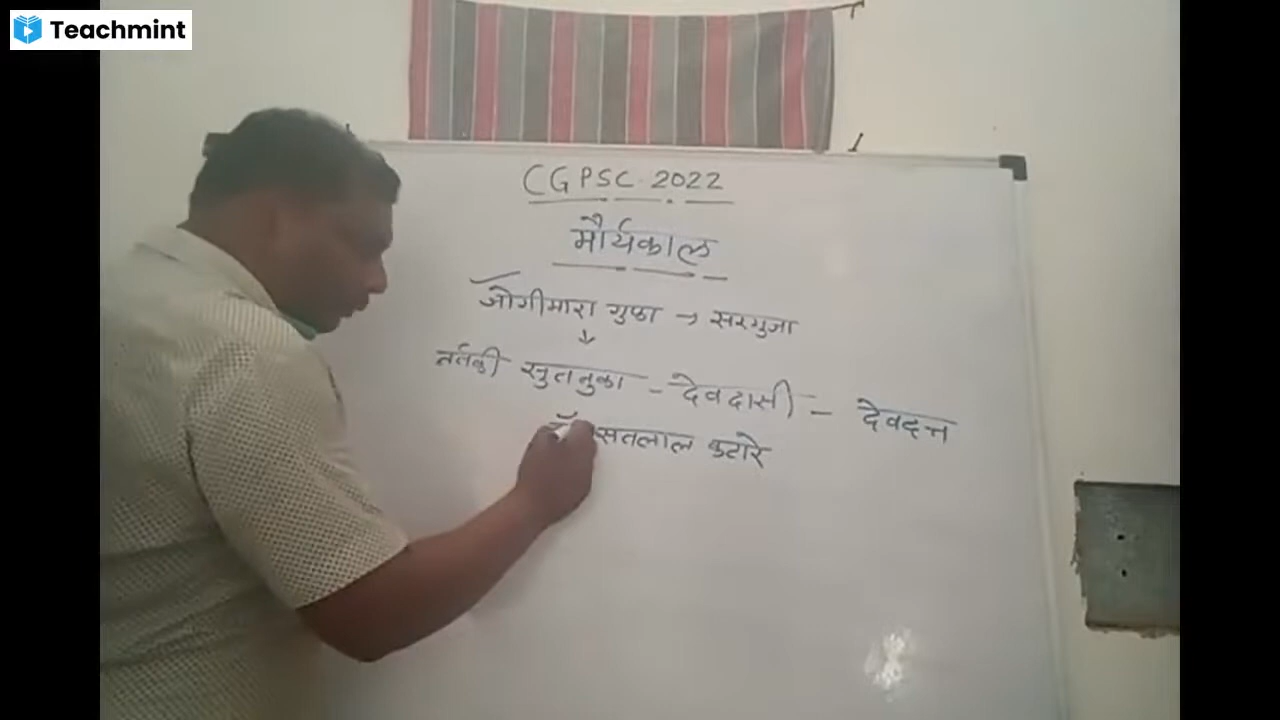 Teachmint
CGPSC 2022
मौर्यकाल
जोगीमारा गुफा → सरगुजा
नर्तकी सुतनुका - देवदासी - देवदत्त
सतलाल कटारे